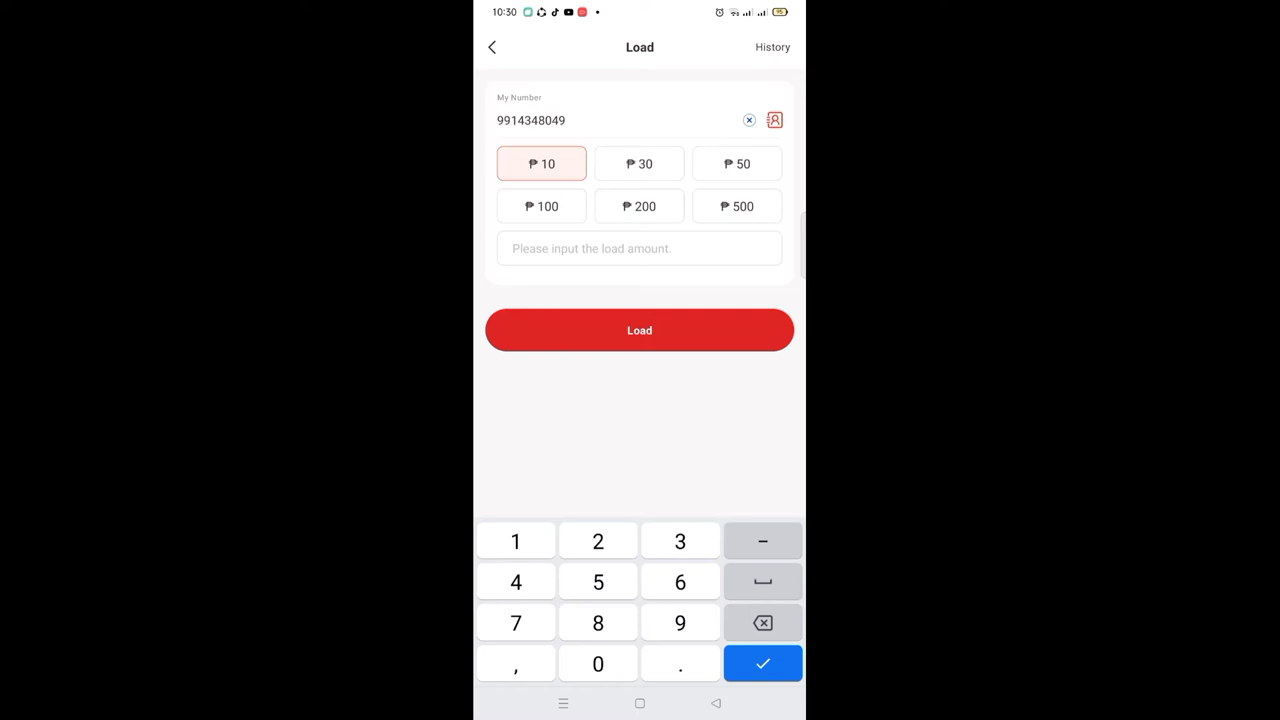 10:30
95
Load
History
My Number
9914348049
₱ 10
₱ 30
₱ 50
₱ 100
₱ 200
₱ 500
Please input the load amount.
Load
1 2 3 -
4 5 6
7 8 9
, 0 .